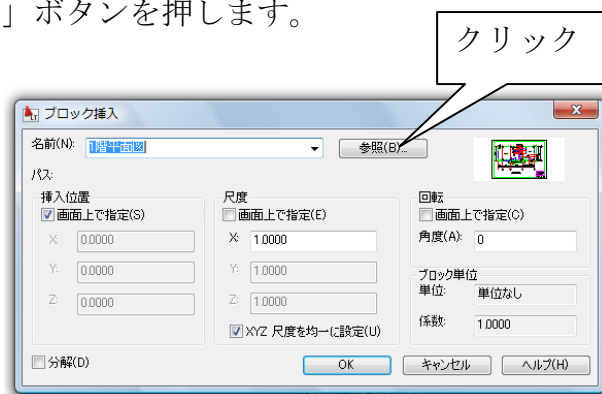 」ボタンを押します。
クリック
ブロック挿入
名前(N): 1階平面図 参照(B)...
パス:
挿入位置 尺度 回転
画面上で指定(S) 画面上で指定(E) 画面上で指定(C)
X: 0.0000 X: 1.0000 角度(A): 0
Y: 0.0000 Y: 1.0000 ブロック単位
単位: 単位なし
Z: 0.0000 Z: 1.0000
係数: 1.0000
XYZ 尺度を均一に設定(U)
分解(D) OK キャンセル ヘルプ(H)